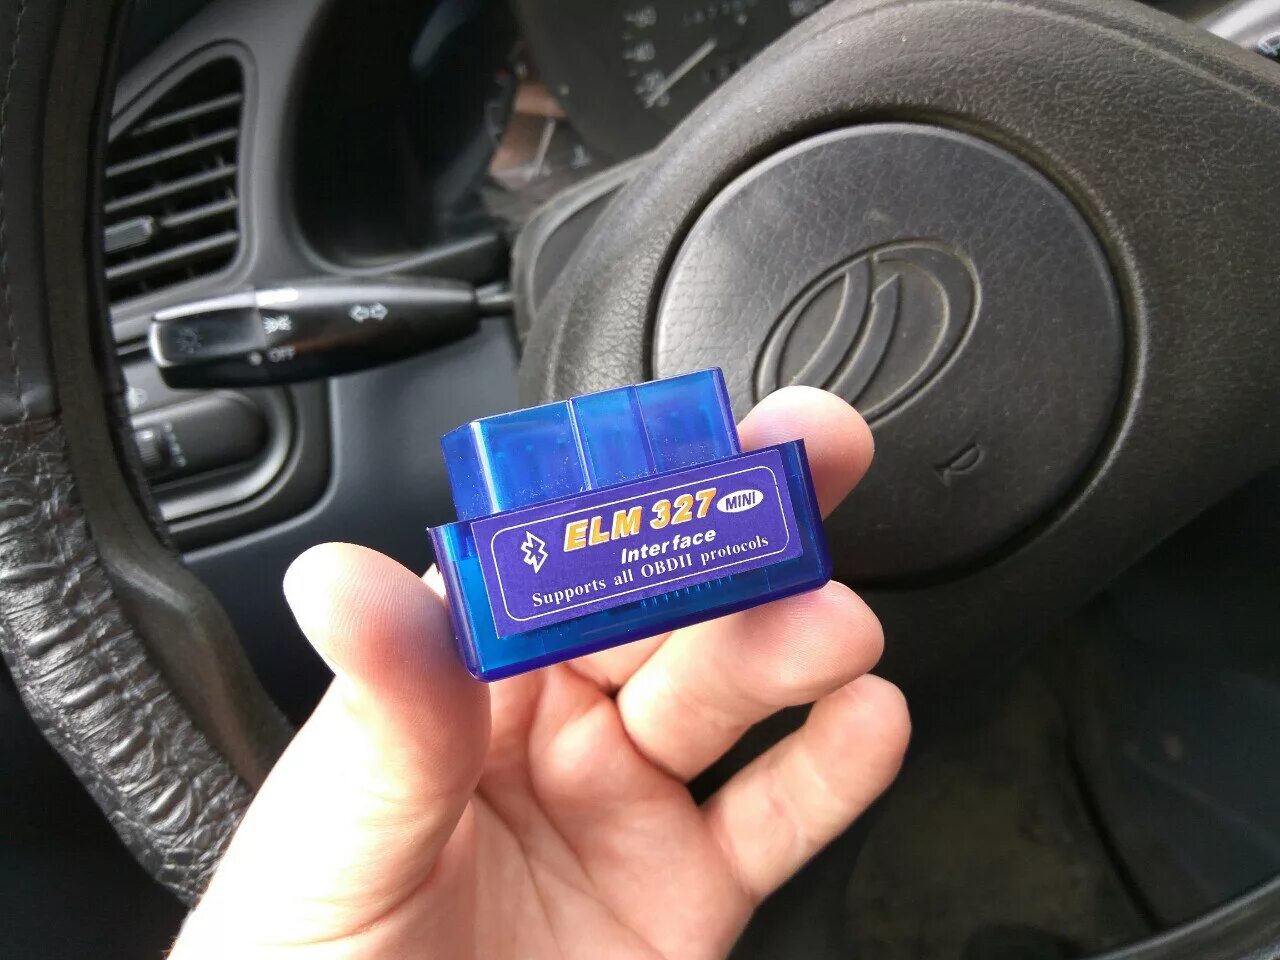 ELM 327 MINI
Interface
Supports all OBDII protocols
OFF